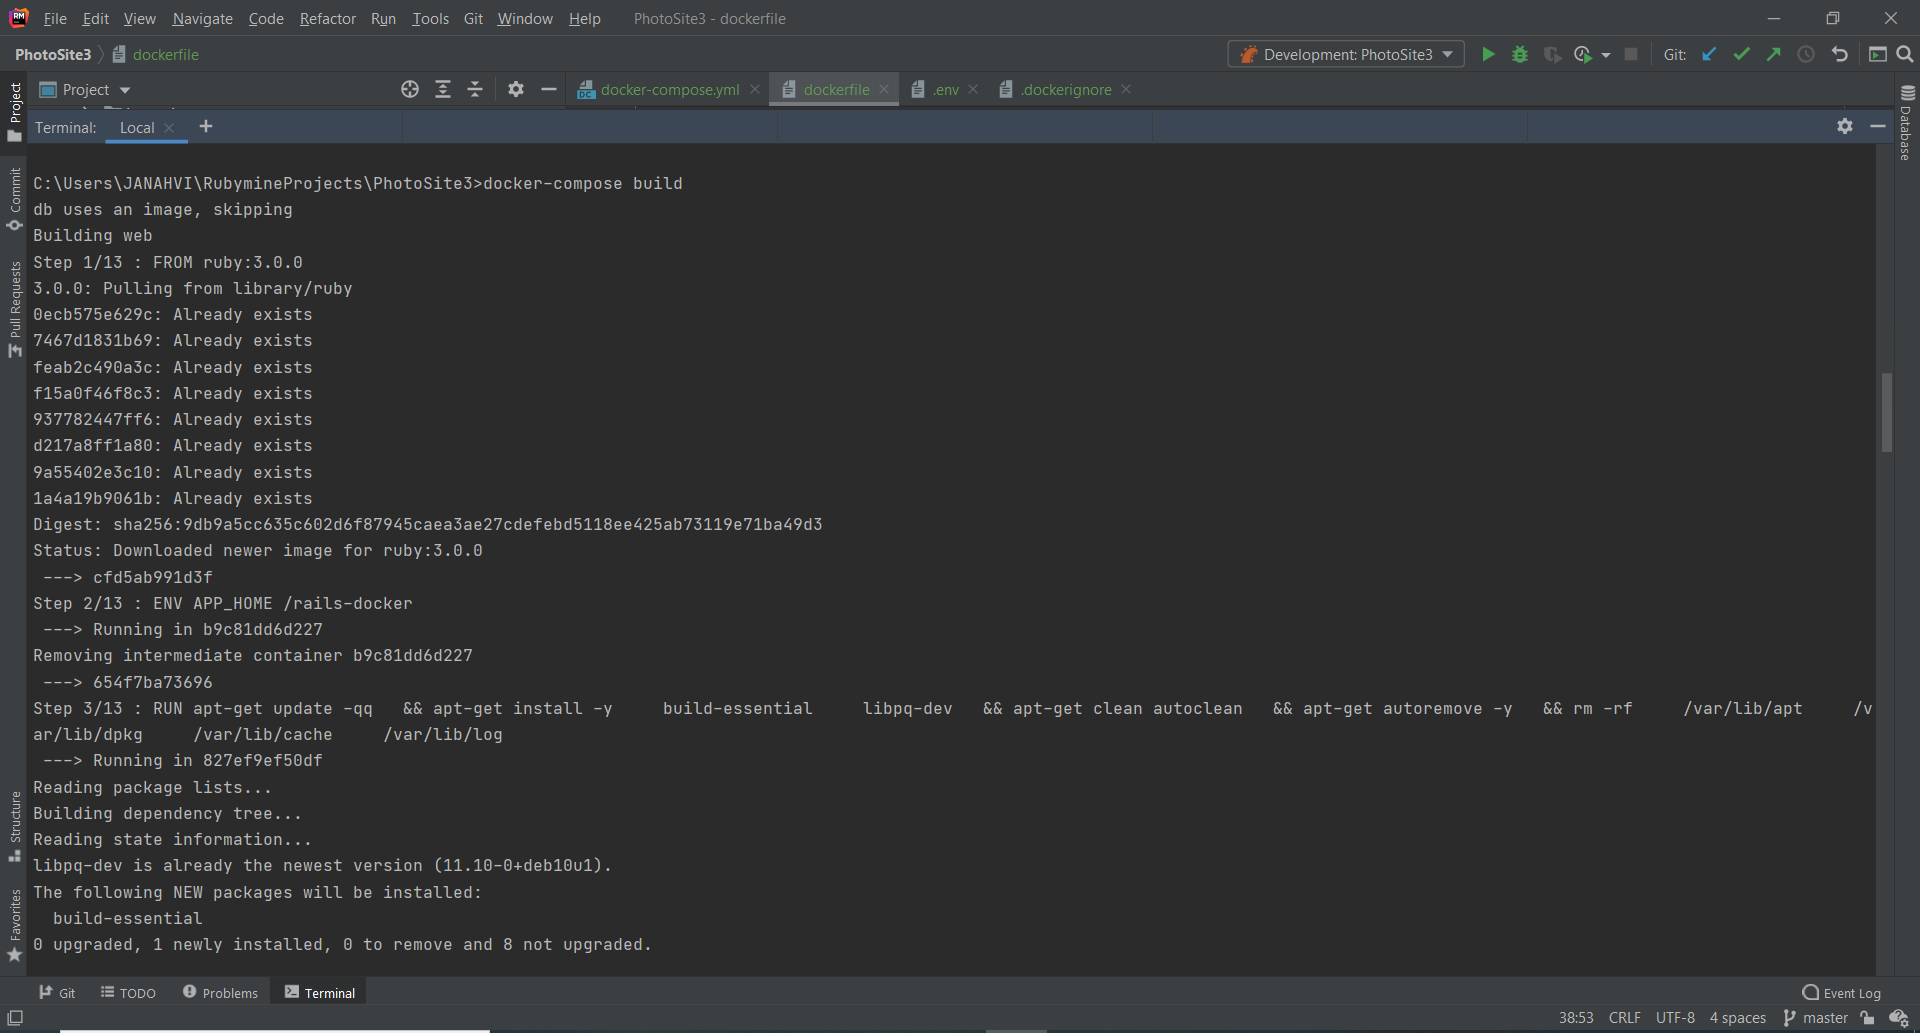 RM File Edit View Navigate Code Refactor Run Tools Git Window Help PhotoSite3 - dockerfile
PhotoSite3 dockerfile Development: PhotoSite3 Git:
Project docker-compose.yml dockerfile .env .dockerignore
Terminal: Local
C:\Users\JANAHVI\RubymineProjects\PhotoSite3>docker-compose build
db uses an image, skipping
Building web
Step 1/13 : FROM ruby:3.0.0
3.0.0: Pulling from library/ruby
0ecb575e629c: Already exists
7467d1831b69: Already exists
feab2c490a3c: Already exists
f15a0f46f8c3: Already exists
937782447ff6: Already exists
d217a8ff1a80: Already exists
9a55402e3c10: Already exists
1a4a19b9061b: Already exists
Digest: sha256:9db9a5cc635c602d6f87945caea3ae27cdefebd5118ee425ab73119e71ba49d3
Status: Downloaded newer image for ruby:3.0.0
---> cfd5ab991d3f
Step 2/13 : ENV APP_HOME /rails-docker
---> Running in b9c81dd6d227
Removing intermediate container b9c81dd6d227
---> 654f7ba73696
Step 3/13 : RUN apt-get update -qq && apt-get install -y build-essential libpq-dev && apt-get clean autoclean && apt-get autoremove -y && rm -rf /var/lib/apt /v
ar/lib/dpkg /var/lib/cache /var/lib/log
---> Running in 827ef9ef50df
Reading package lists...
Building dependency tree...
Reading state information...
libpq-dev is already the newest version (11.10-0+deb10u1).
The following NEW packages will be installed:
build-essential
0 upgraded, 1 newly installed, 0 to remove and 8 not upgraded.
Project
Commit
Pull Requests
Structure
Favorites
Database
Git TODO Problems Terminal Event Log
38:53 CRLF UTF-8 4 spaces master